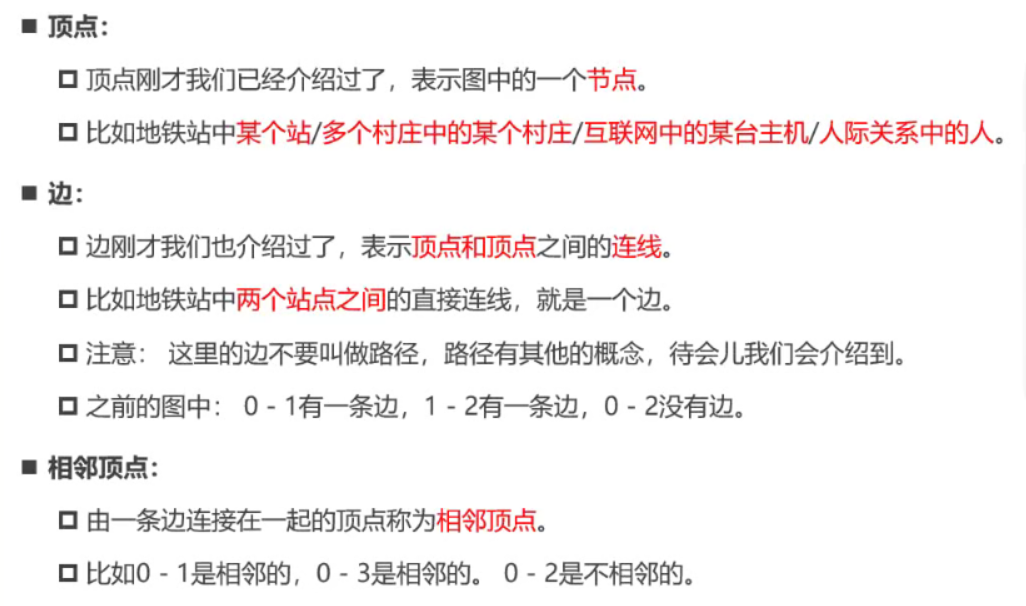 ■ 顶点：
顶点刚才我们已经介绍过了，表示图中的一个节点。
比如地铁站中某个站/多个村庄中的某个村庄/互联网中的某台主机/人际关系中的人。
■ 边：
边刚才我们也介绍过了，表示顶点和顶点之间的连线。
比如地铁站中两个站点之间的直接连线，就是一个边。
注意： 这里的边不要叫做路径，路径有其他的概念，待会儿我们会介绍到。
之前的图中： 0 - 1有一条边，1 - 2有一条边，0 - 2没有边。
■ 相邻顶点：
由一条边连接在一起的顶点称为相邻顶点。
比如0 - 1是相邻的，0 - 3是相邻的。 0 - 2是不相邻的。